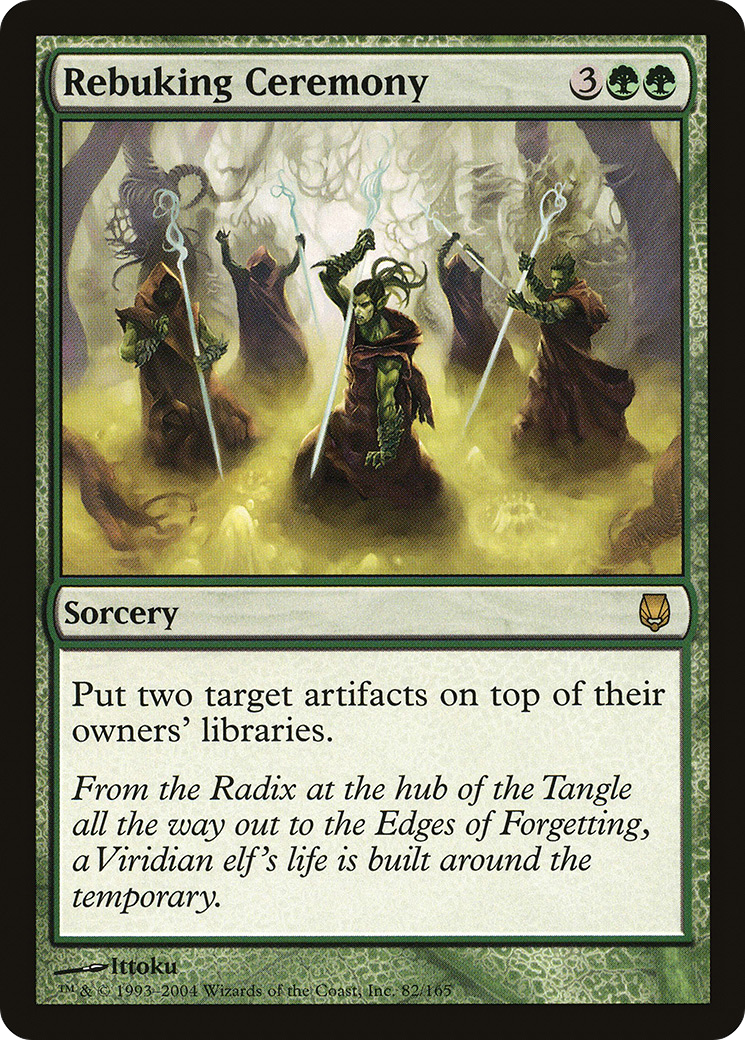 Rebuking Ceremony 3
Sorcery
Put two target artifacts on top of their
owners’ libraries.
From the Radix at the hub of the Tangle
all the way out to the Edges of Forgetting,
a Viridian elf’s life is built around the
temporary.
Ittoku
™ & © 1993–2004 Wizards of the Coast, Inc. 82/165